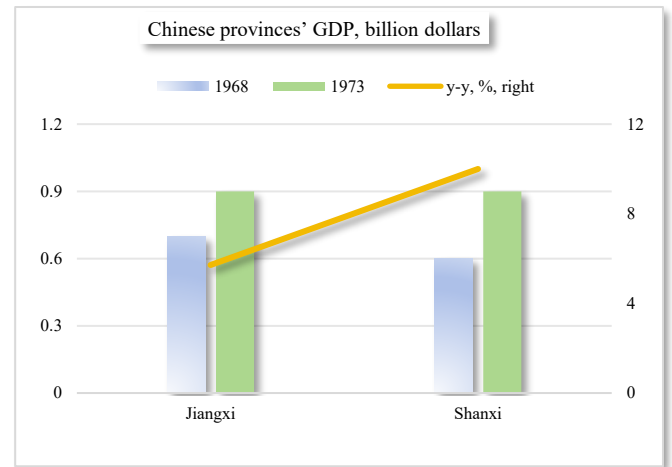 Chinese provinces’ GDP, billion dollars
1968 1973 y-y, %, right
1.2 12
0.9
8
0.6
4
0.3
0 0
Jiangxi Shanxi